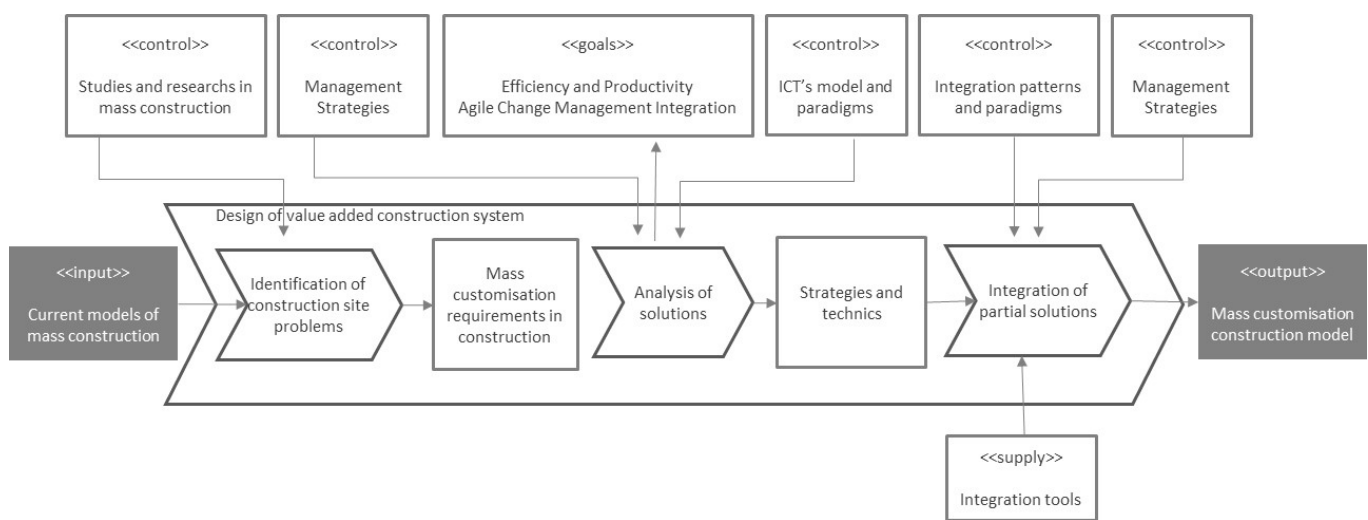 <<control>>
Studies and researchs in
mass construction
<<control>>
Management
Strategies
<<goals>>
Efficiency and Productivity
Agile Change Management Integration
<<control>>
ICT's model and
paradigms
<<control>>
Integration patterns
and paradigms
<<control>>
Management
Strategies
Design of value added construction system
<<input>>
Current models of
mass construction
Identification of
construction site
problems
Mass
customisation
requirements in
construction
Analysis of
solutions
Strategies and
technics
Integration of
partial solutions
<<output>>
Mass customisation
construction model
<<supply>>
Integration tools